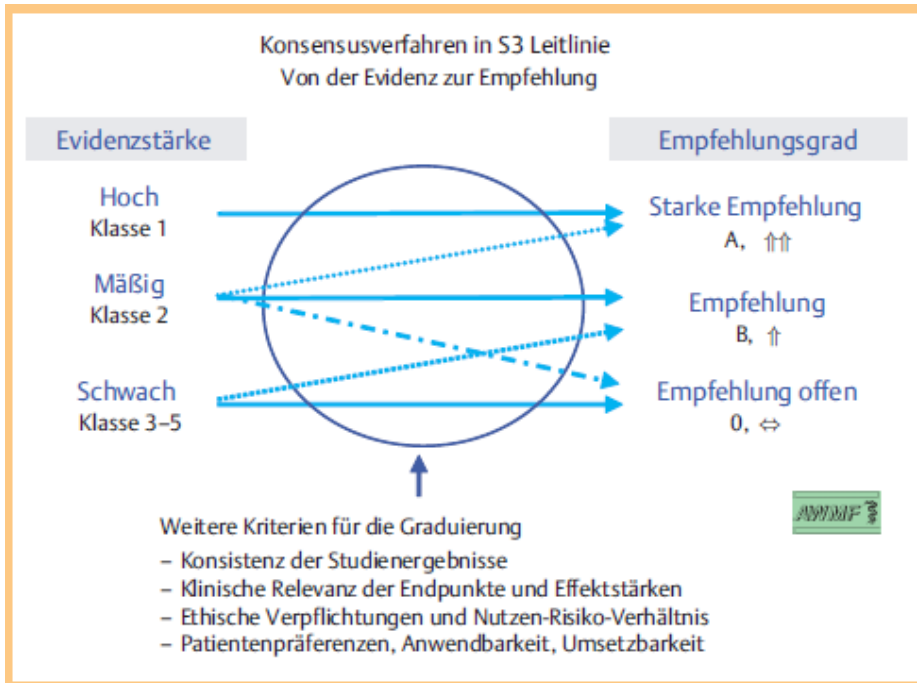 Konsensusverfahren in S3 Leitlinie
Von der Evidenz zur Empfehlung
Evidenzstärke
Empfehlungsgrad
Hoch
Klasse 1
Starke Empfehlung
A, ⇑⇑
Mäßig
Klasse 2
Empfehlung
B, ⇑
Schwach
Klasse 3–5
Empfehlung offen
0, ⇔
Weitere Kriterien für die Graduierung
– Konsistenz der Studienergebnisse
– Klinische Relevanz der Endpunkte und Effektstärken
– Ethische Verpflichtungen und Nutzen-Risiko-Verhältnis
– Patientenpräferenzen, Anwendbarkeit, Umsetzbarkeit
AWMF